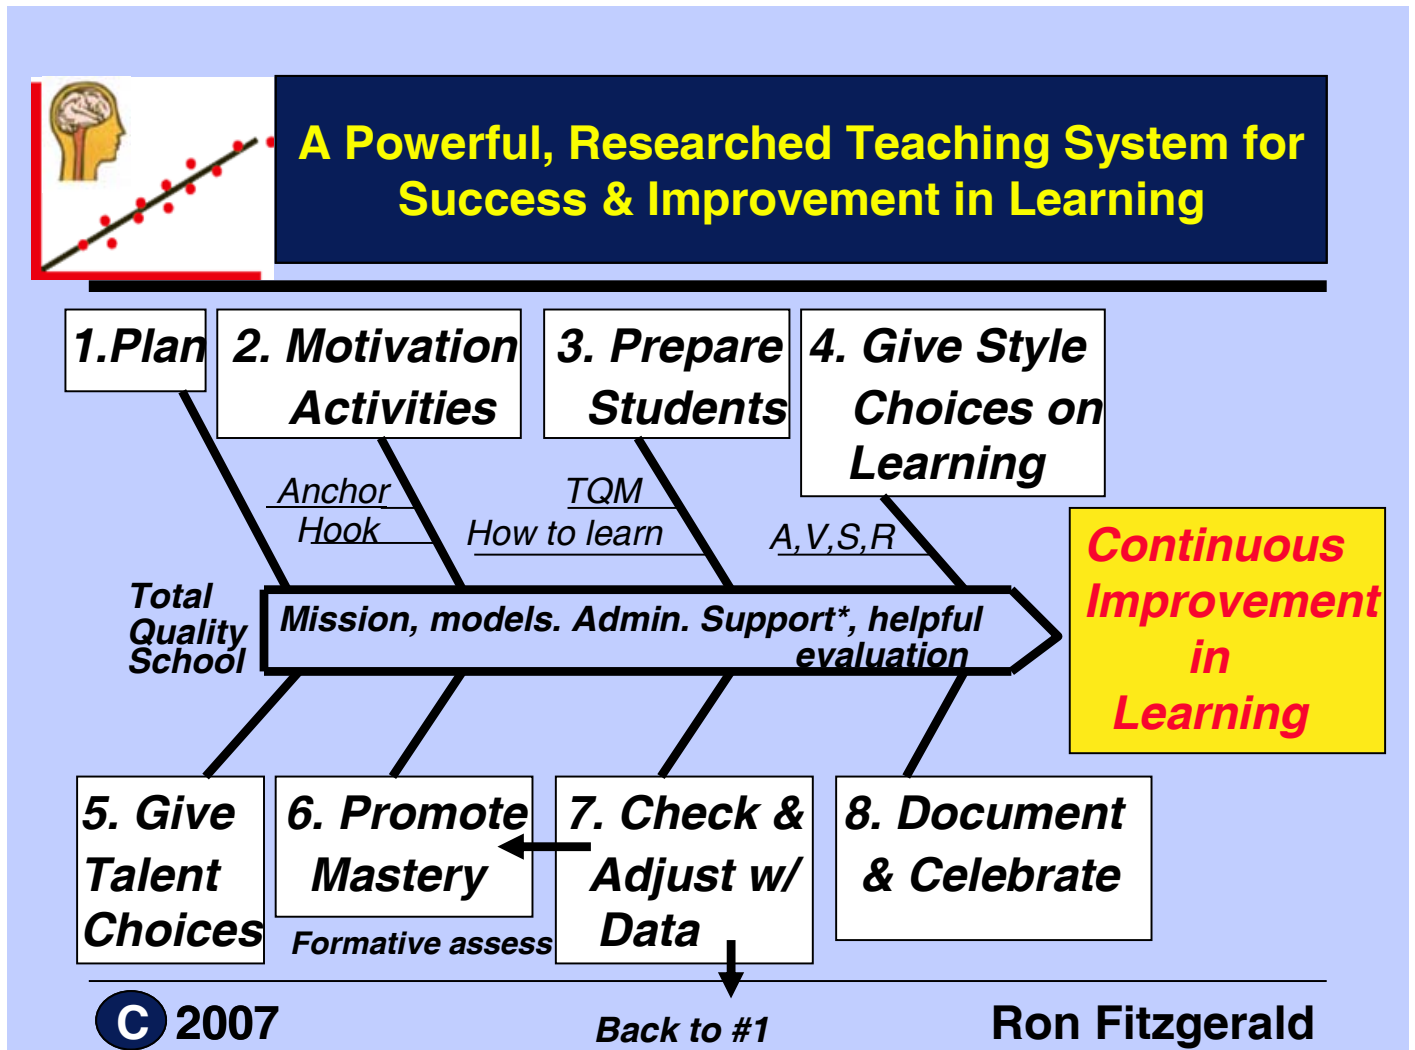 A Powerful, Researched Teaching System for
Success & Improvement in Learning
1.Plan
2. Motivation
Activities
3. Prepare
Students
4. Give Style
Choices on
Learning
Anchor
Hook
TQM
How to learn
A,V,S,R
Total
Quality
School
Mission, models. Admin. Support*, helpful
evaluation
Continuous
Improvement
in
Learning
5. Give
Talent
Choices
6. Promote
Mastery
Formative assess
7. Check &
Adjust w/
Data
8. Document
& Celebrate
C 2007
Back to #1
Ron Fitzgerald